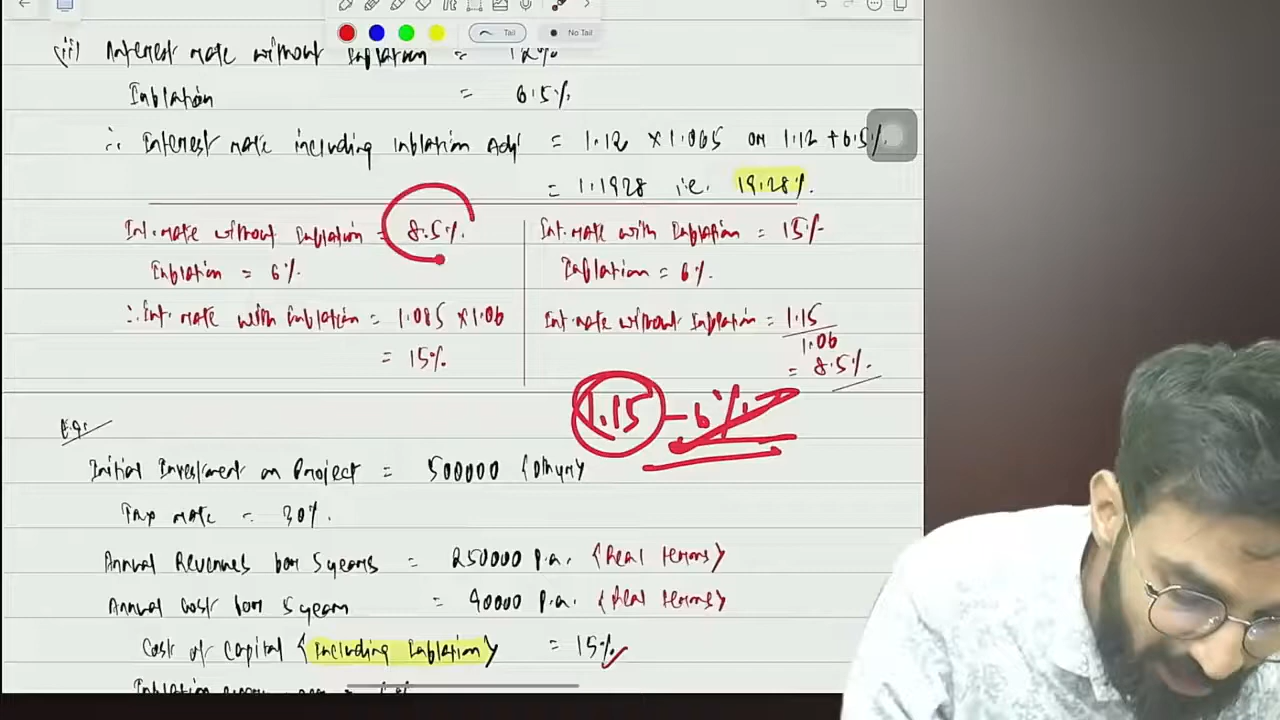 Tail
No Tail
(ii) Interest rate without Inflation = 12%
Inflation = 6.5%
∴ Interest rate including inflation Adj = 1.12 × 1.065 or 1.12 + 6.5%
= 1.1928 i.e. 19.28%.
Int. rate without Inflation = 8.5%.
Inflation = 6%.
∴ Int. rate with inflation = 1.085 × 1.06
= 15%.
Int. rate with Inflation = 15%
Inflation = 6%.
Int. rate without Inflation = 1.15
1.06
= 8.5%.
1.15 - 6%
E.g.
Initial Investment on Project = 500000
Tax rate = 30%.
Annual Revenues for 5 years = 250000 p.a. {Real terms}
Annual Cost for 5 years = 90000 p.a. {Real terms}
Cost of Capital {Including Inflation} = 15%